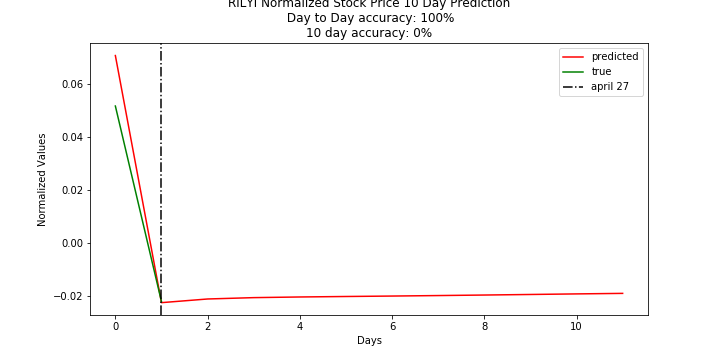 RILYI Normalized Stock Price 10 Day Prediction
Day to Day accuracy: 100%
10 day accuracy: 0%
predicted
true
april 27
Normalized Values
0.06
0.04
0.02
0.00
−0.02
0
2
4
6
8
10
Days